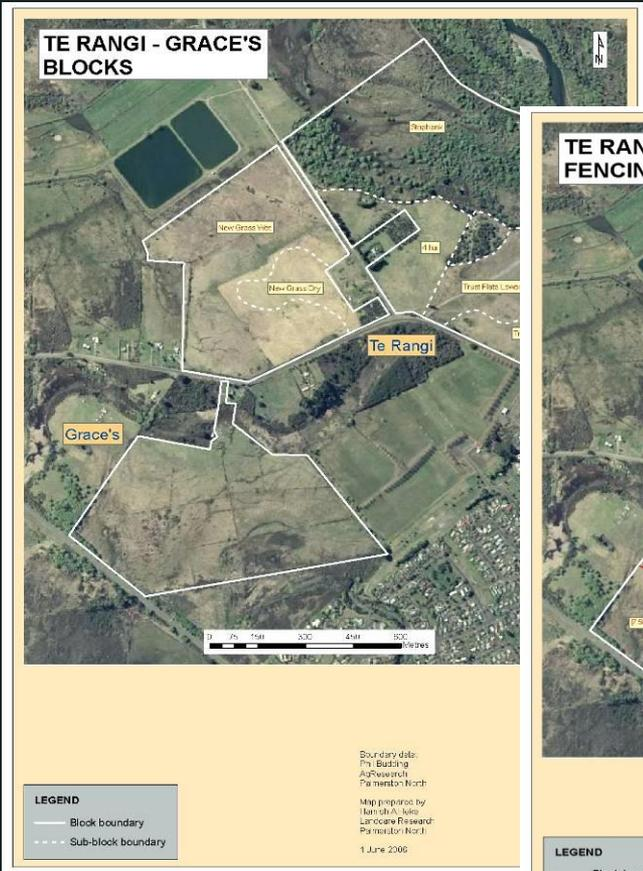 TE RANGI - GRACE'S
BLOCKS
N
Stopbank
New Grass Wet
4 ha
New Grass Dry
Trust Flats Lower
Te Rangi
Grace's
0 75 150 300 450 600
Metres
Boundary data:
Phil Budding
AgResearch
Palmerston North
Map prepared by
Landcare Research
Palmerston North
1 June 2006
LEGEND
Block boundary
Sub-block boundary
TE RAN
FENCIN
LEGEND